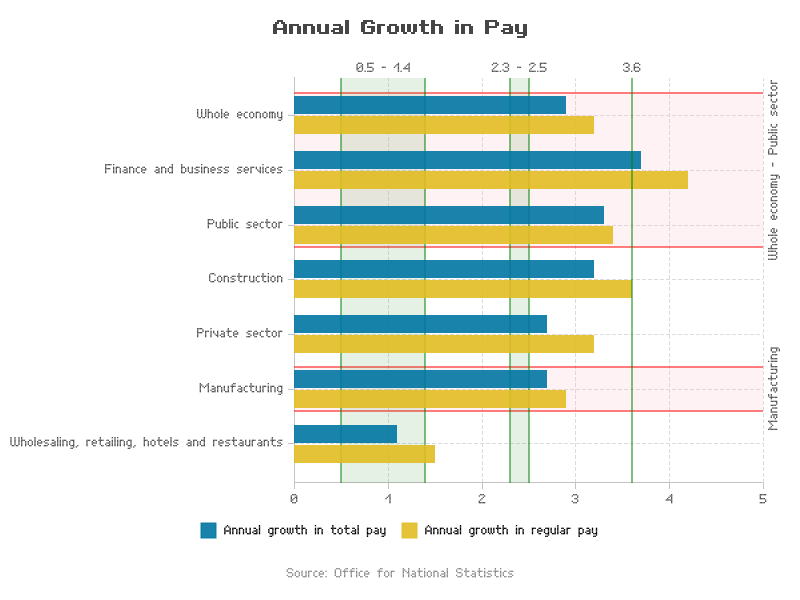 Annual Growth in Pay
0.5 - 1.4
2.3 - 2.5
3.6
Whole economy
Finance and business services
Public sector
Construction
Private sector
Manufacturing
Wholesaling, retailing, hotels and restaurants
Whole economy - Public sector
Manufacturing
0 1 2 3 4 5
Annual growth in total pay
Annual growth in regular pay
Source: Office for National Statistics